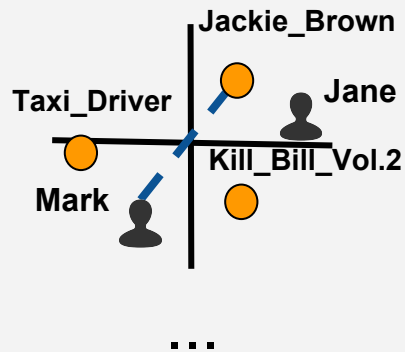 Jackie_Brown
Taxi_Driver
Jane
Kill_Bill_Vol.2
Mark
...